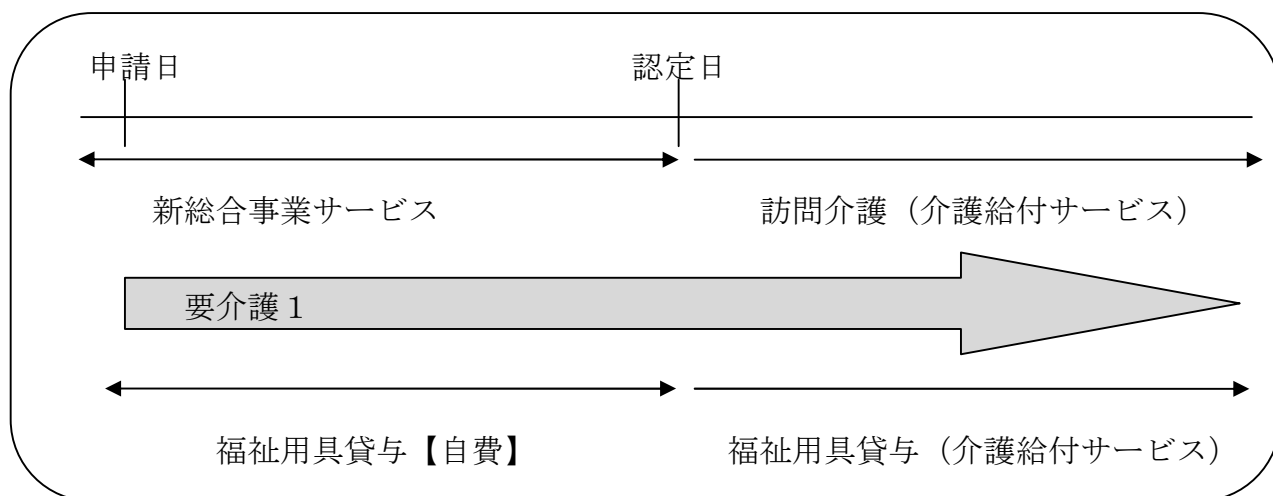 申請日 認定日
新総合事業サービス 訪問介護（介護給付サービス）
要介護１
福祉用具貸与【自費】 福祉用具貸与（介護給付サービス）